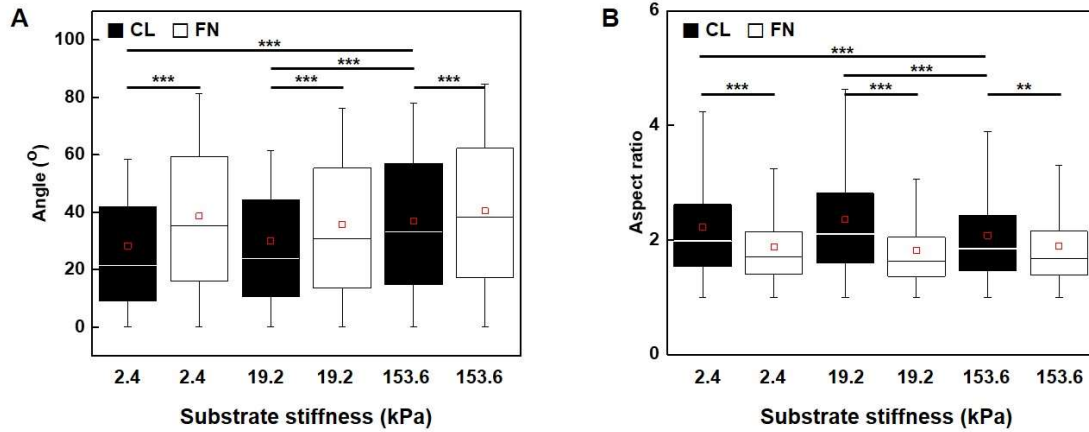 A
B
CL FN
CL FN
100
80
60
40
20
0
6
4
2
0
***
***
*** *** ***
***
***
*** *** **
Angle (O)
Aspect ratio
2.4 2.4 19.2 19.2 153.6 153.6
2.4 2.4 19.2 19.2 153.6 153.6
Substrate stiffness (kPa)
Substrate stiffness (kPa)